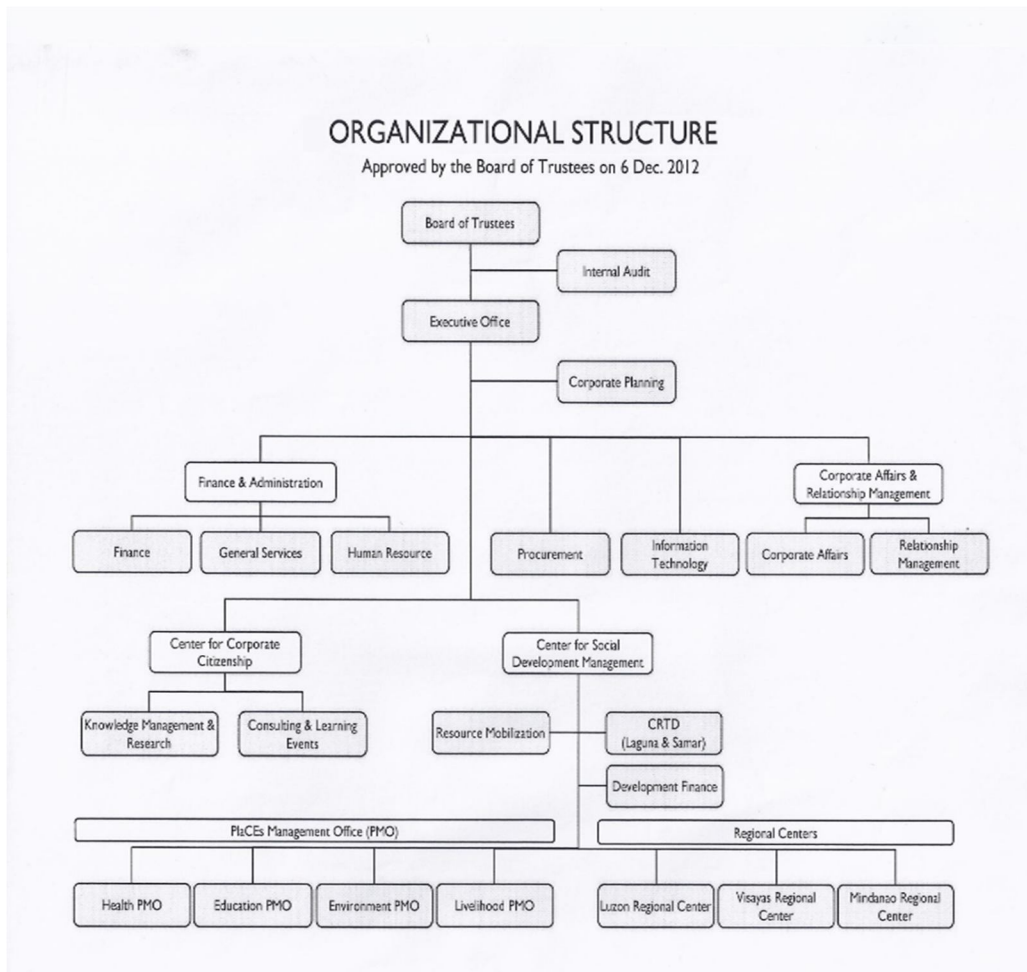 ORGANIZATIONAL STRUCTURE
Approved by the Board of Trustees on 6 Dec. 2012
Board of Trustees
Internal Audit
Executive Office
Corporate Planning
Finance & Administration
Corporate Affairs &
Relationship Management
Finance
General Services
Human Resource
Procurement
Information
Technology
Corporate Affairs
Relationship
Management
Center for Corporate
Citizenship
Center for Social
Development Management
Knowledge Management &
Research
Consulting & Learning
Events
Resource Mobilization
CRTD
(Laguna & Samar)
Development Finance
PlaCEs Management Office (PMO)
Regional Centers
Health PMO
Education PMO
Environment PMO
Livelihood PMO
Luzon Regional Center
Visayas Regional
Center
Mindanao Regional
Center